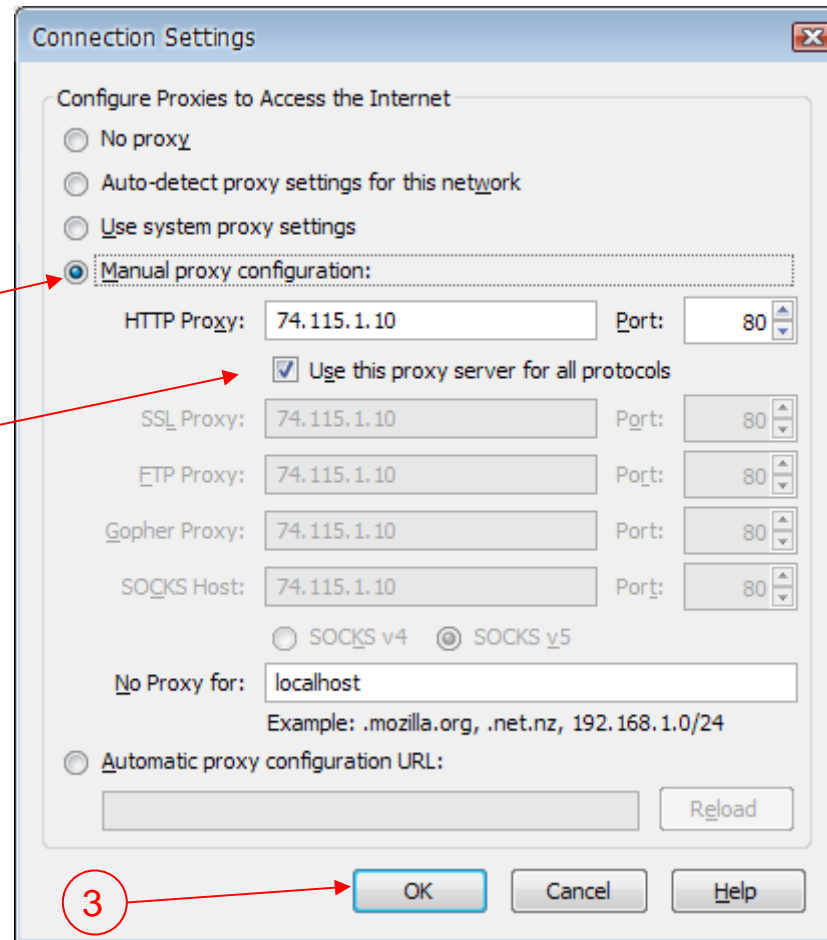 Connection Settings
Configure Proxies to Access the Internet
No proxy
Auto-detect proxy settings for this network
Use system proxy settings
Manual proxy configuration:
HTTP Proxy: 74.115.1.10 Port: 80
Use this proxy server for all protocols
SSL Proxy: 74.115.1.10 Port: 80
FTP Proxy: 74.115.1.10 Port: 80
Gopher Proxy: 74.115.1.10 Port: 80
SOCKS Host: 74.115.1.10 Port: 80
SOCKS v4 SOCKS v5
No Proxy for: localhost
Example: .mozilla.org, .net.nz, 192.168.1.0/24
Automatic proxy configuration URL:
Reload
3 OK Cancel Help